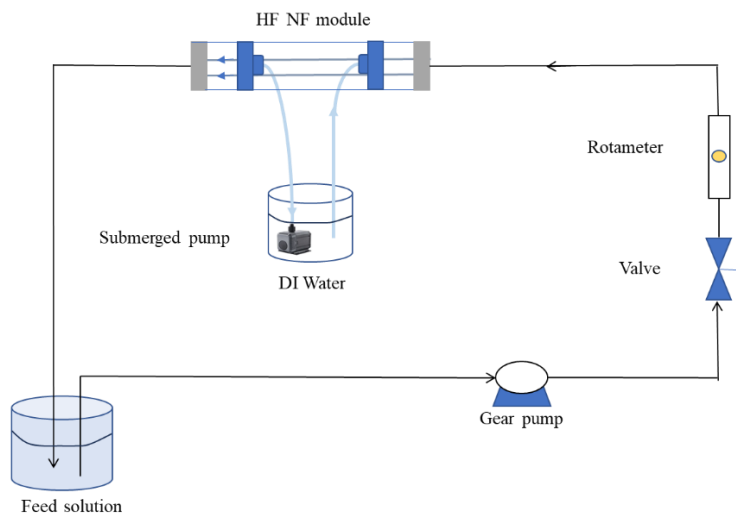 HF NF module
Rotameter
Submerged pump
Valve
DI Water
Gear pump
Feed solution